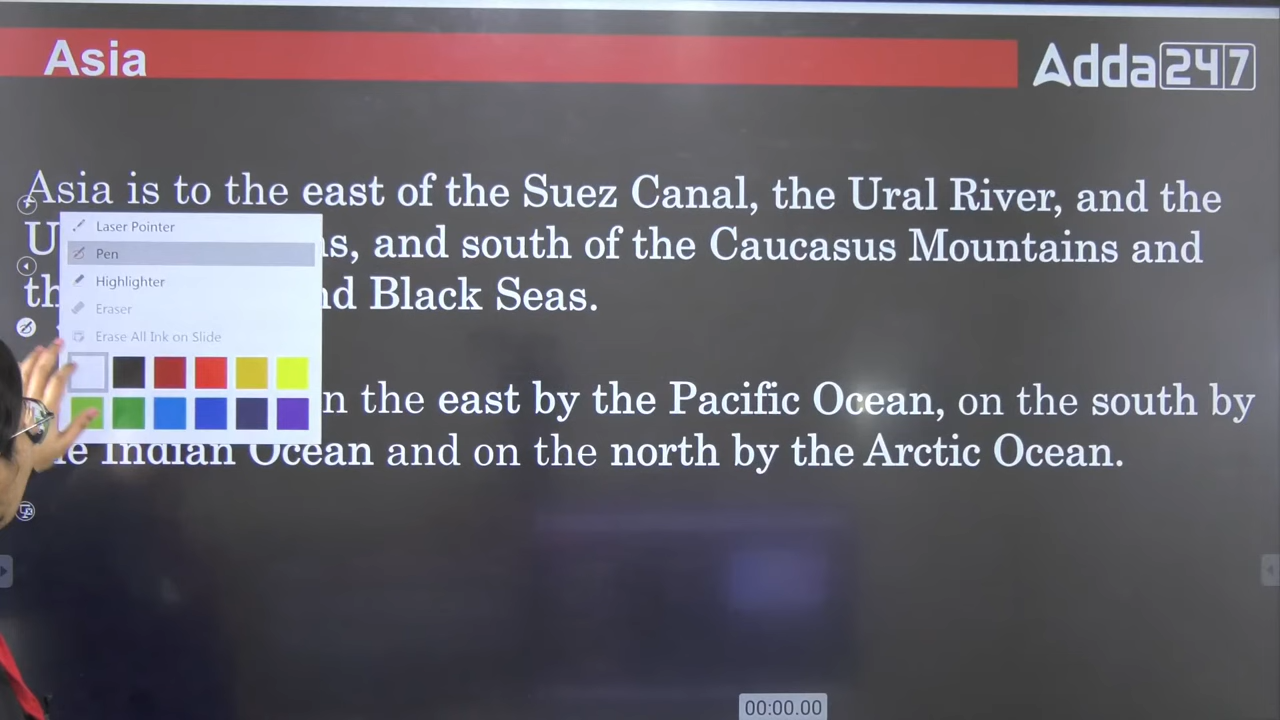 Asia
Adda247
Asia is to the east of the Suez Canal, the Ural River, and the
and south of the Caucasus Mountains and
Black Seas.
the east by the Pacific Ocean, on the south by
Indian Ocean and on the north by the Arctic Ocean.
Laser Pointer
Pen
Highlighter
Eraser
Erase All Ink on Slide
00:00.00